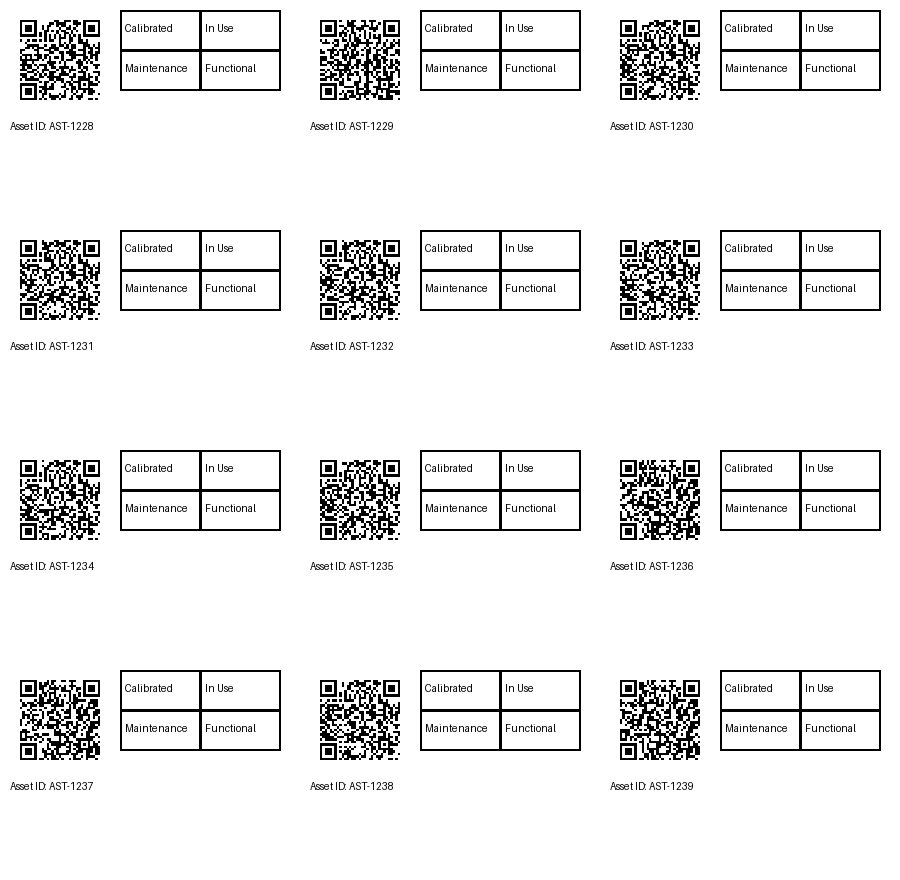 Calibrated In Use Calibrated In Use Calibrated In Use
Maintenance Functional Maintenance Functional Maintenance Functional
Asset ID: AST-1228 Asset ID: AST-1229 Asset ID: AST-1230
Calibrated In Use Calibrated In Use Calibrated In Use
Maintenance Functional Maintenance Functional Maintenance Functional
Asset ID: AST-1231 Asset ID: AST-1232 Asset ID: AST-1233
Calibrated In Use Calibrated In Use Calibrated In Use
Maintenance Functional Maintenance Functional Maintenance Functional
Asset ID: AST-1234 Asset ID: AST-1235 Asset ID: AST-1236
Calibrated In Use Calibrated In Use Calibrated In Use
Maintenance Functional Maintenance Functional Maintenance Functional
Asset ID: AST-1237 Asset ID: AST-1238 Asset ID: AST-1239